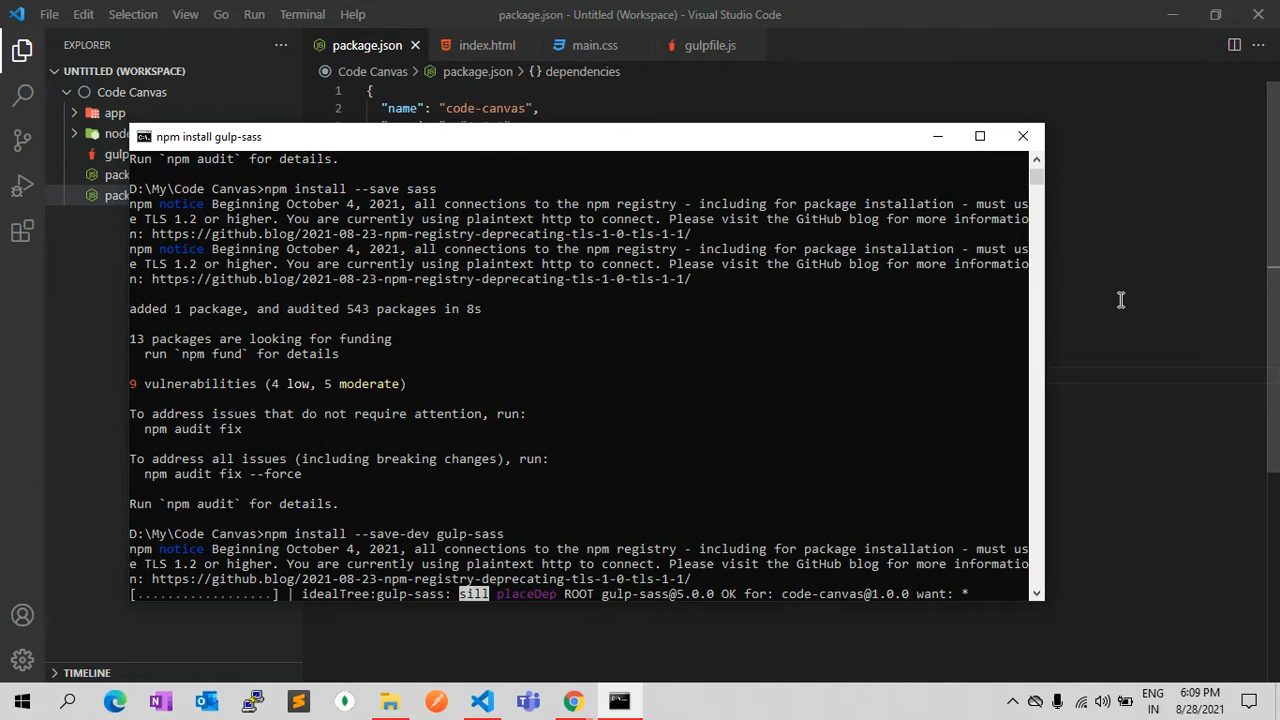 File Edit Selection View Go Run Terminal Help package.json - Untitled (Workspace) - Visual Studio Code
EXPLORER package.json index.html main.css gulpfile.js
UNTITLED (WORKSPACE) Code Canvas > package.json > {} dependencies
Code Canvas
1 {
2 "name": "code-canvas",
app
node
gulp
pack
pack
npm install gulp-sass
Run `npm audit` for details.
D:\My\Code Canvas>npm install --save sass
npm notice Beginning October 4, 2021, all connections to the npm registry - including for package installation - must us
e TLS 1.2 or higher. You are currently using plaintext http to connect. Please visit the GitHub blog for more informatio
n: https://github.blog/2021-08-23-npm-registry-deprecating-tls-1-0-tls-1-1/
npm notice Beginning October 4, 2021, all connections to the npm registry - including for package installation - must us
e TLS 1.2 or higher. You are currently using plaintext http to connect. Please visit the GitHub blog for more informatio
n: https://github.blog/2021-08-23-npm-registry-deprecating-tls-1-0-tls-1-1/
added 1 package, and audited 543 packages in 8s
13 packages are looking for funding
run `npm fund` for details
9 vulnerabilities (4 low, 5 moderate)
To address issues that do not require attention, run:
npm audit fix
To address all issues (including breaking changes), run:
npm audit fix --force
Run `npm audit` for details.
D:\My\Code Canvas>npm install --save-dev gulp-sass
npm notice Beginning October 4, 2021, all connections to the npm registry - including for package installation - must us
e TLS 1.2 or higher. You are currently using plaintext http to connect. Please visit the GitHub blog for more informatio
n: https://github.blog/2021-08-23-npm-registry-deprecating-tls-1-0-tls-1-1/
[..................] | idealTree:gulp-sass: sill placeDep ROOT gulp-sass@5.0.0 OK for: code-canvas@1.0.0 want: *
TIMELINE
ENG 6:09 PM
IN 8/28/2021